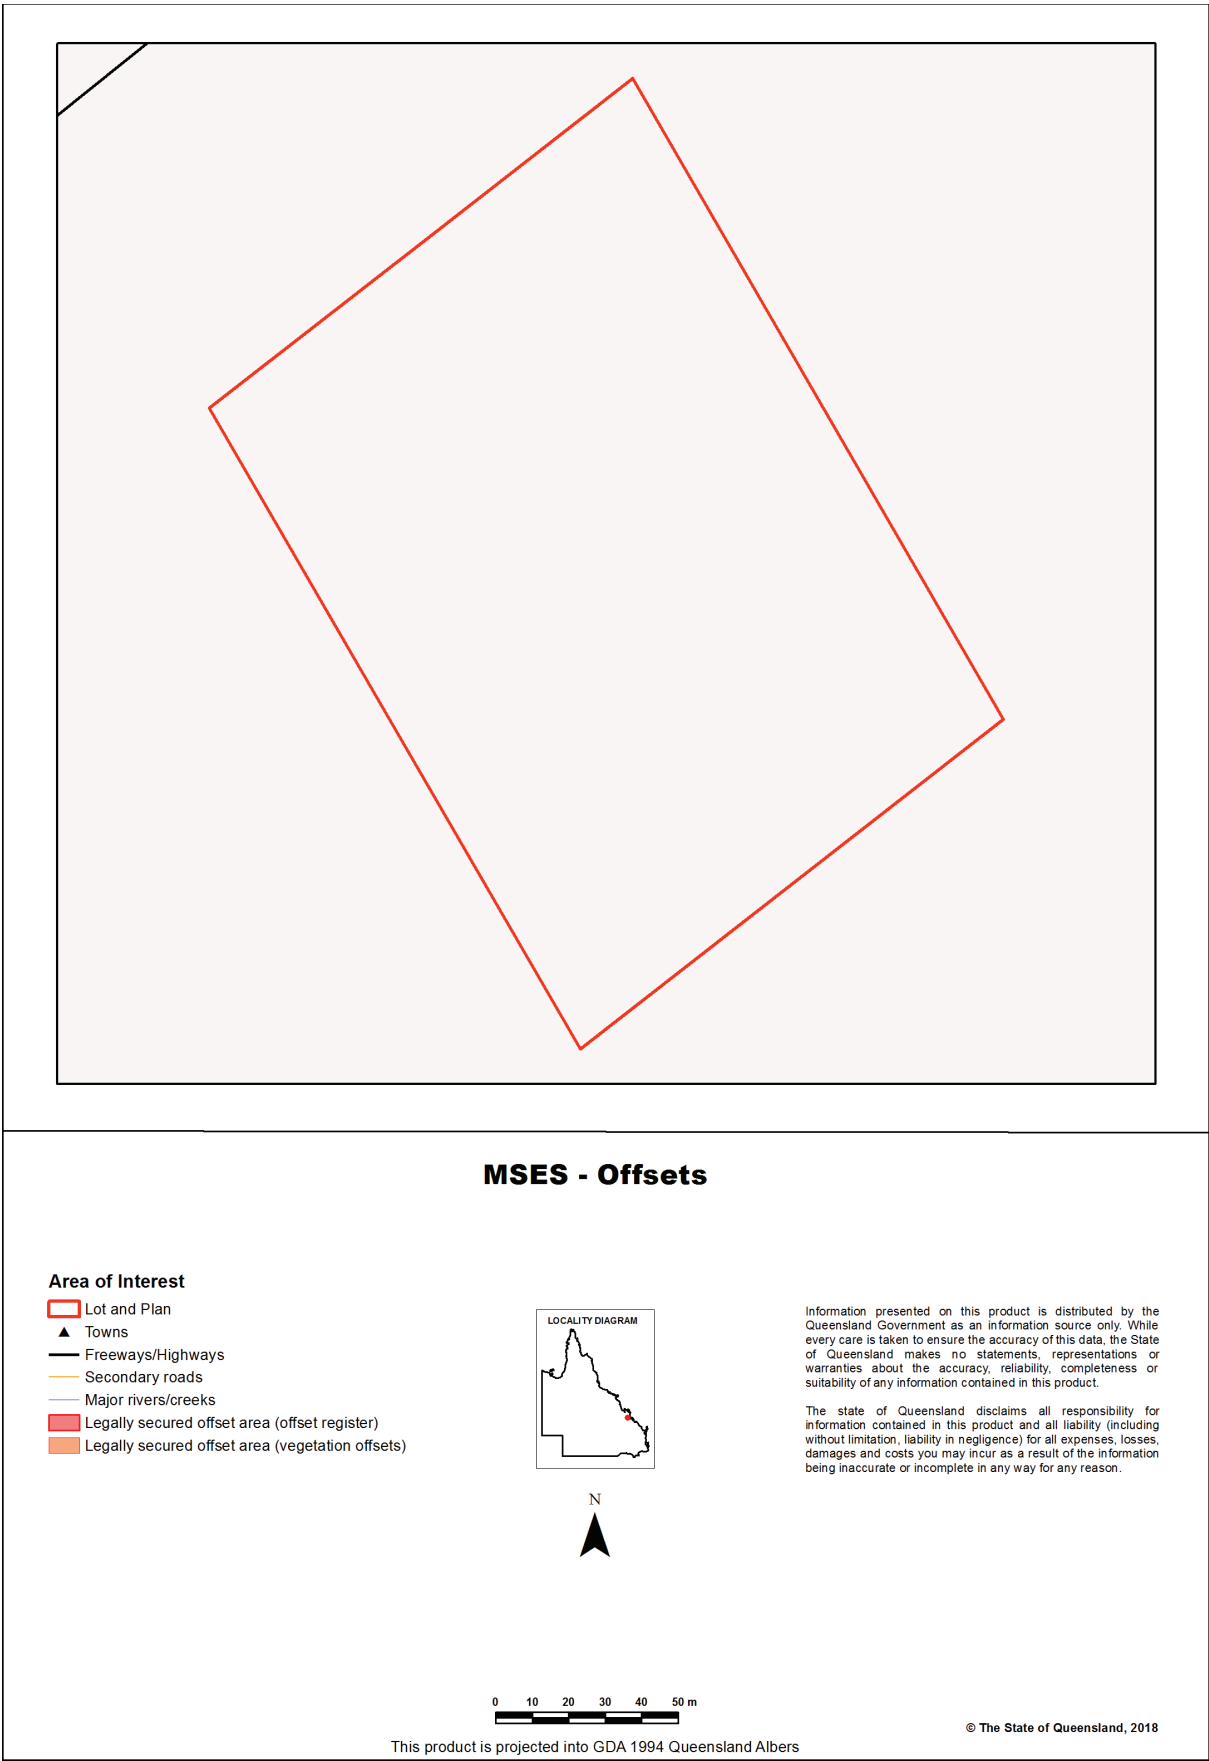 MSES - Offsets
Area of Interest
Lot and Plan
Towns
Freeways/Highways
Secondary roads
Major rivers/creeks
Legally secured offset area (offset register)
Legally secured offset area (vegetation offsets)
LOCALITY DIAGRAM
N
Information presented on this product is distributed by the
Queensland Government as an information source only. While
every care is taken to ensure the accuracy of this data, the State
of Queensland makes no statements, representations or
warranties about the accuracy, reliability, completeness or
suitability of any information contained in this product.
The state of Queensland disclaims all responsibility for
information contained in this product and all liability (including
without limitation, liability in negligence) for all expenses, losses,
damages and costs you may incur as a result of the information
being inaccurate or incomplete in any way for any reason.
0 10 20 30 40 50 m
© The State of Queensland, 2018
This product is projected into GDA 1994 Queensland Albers